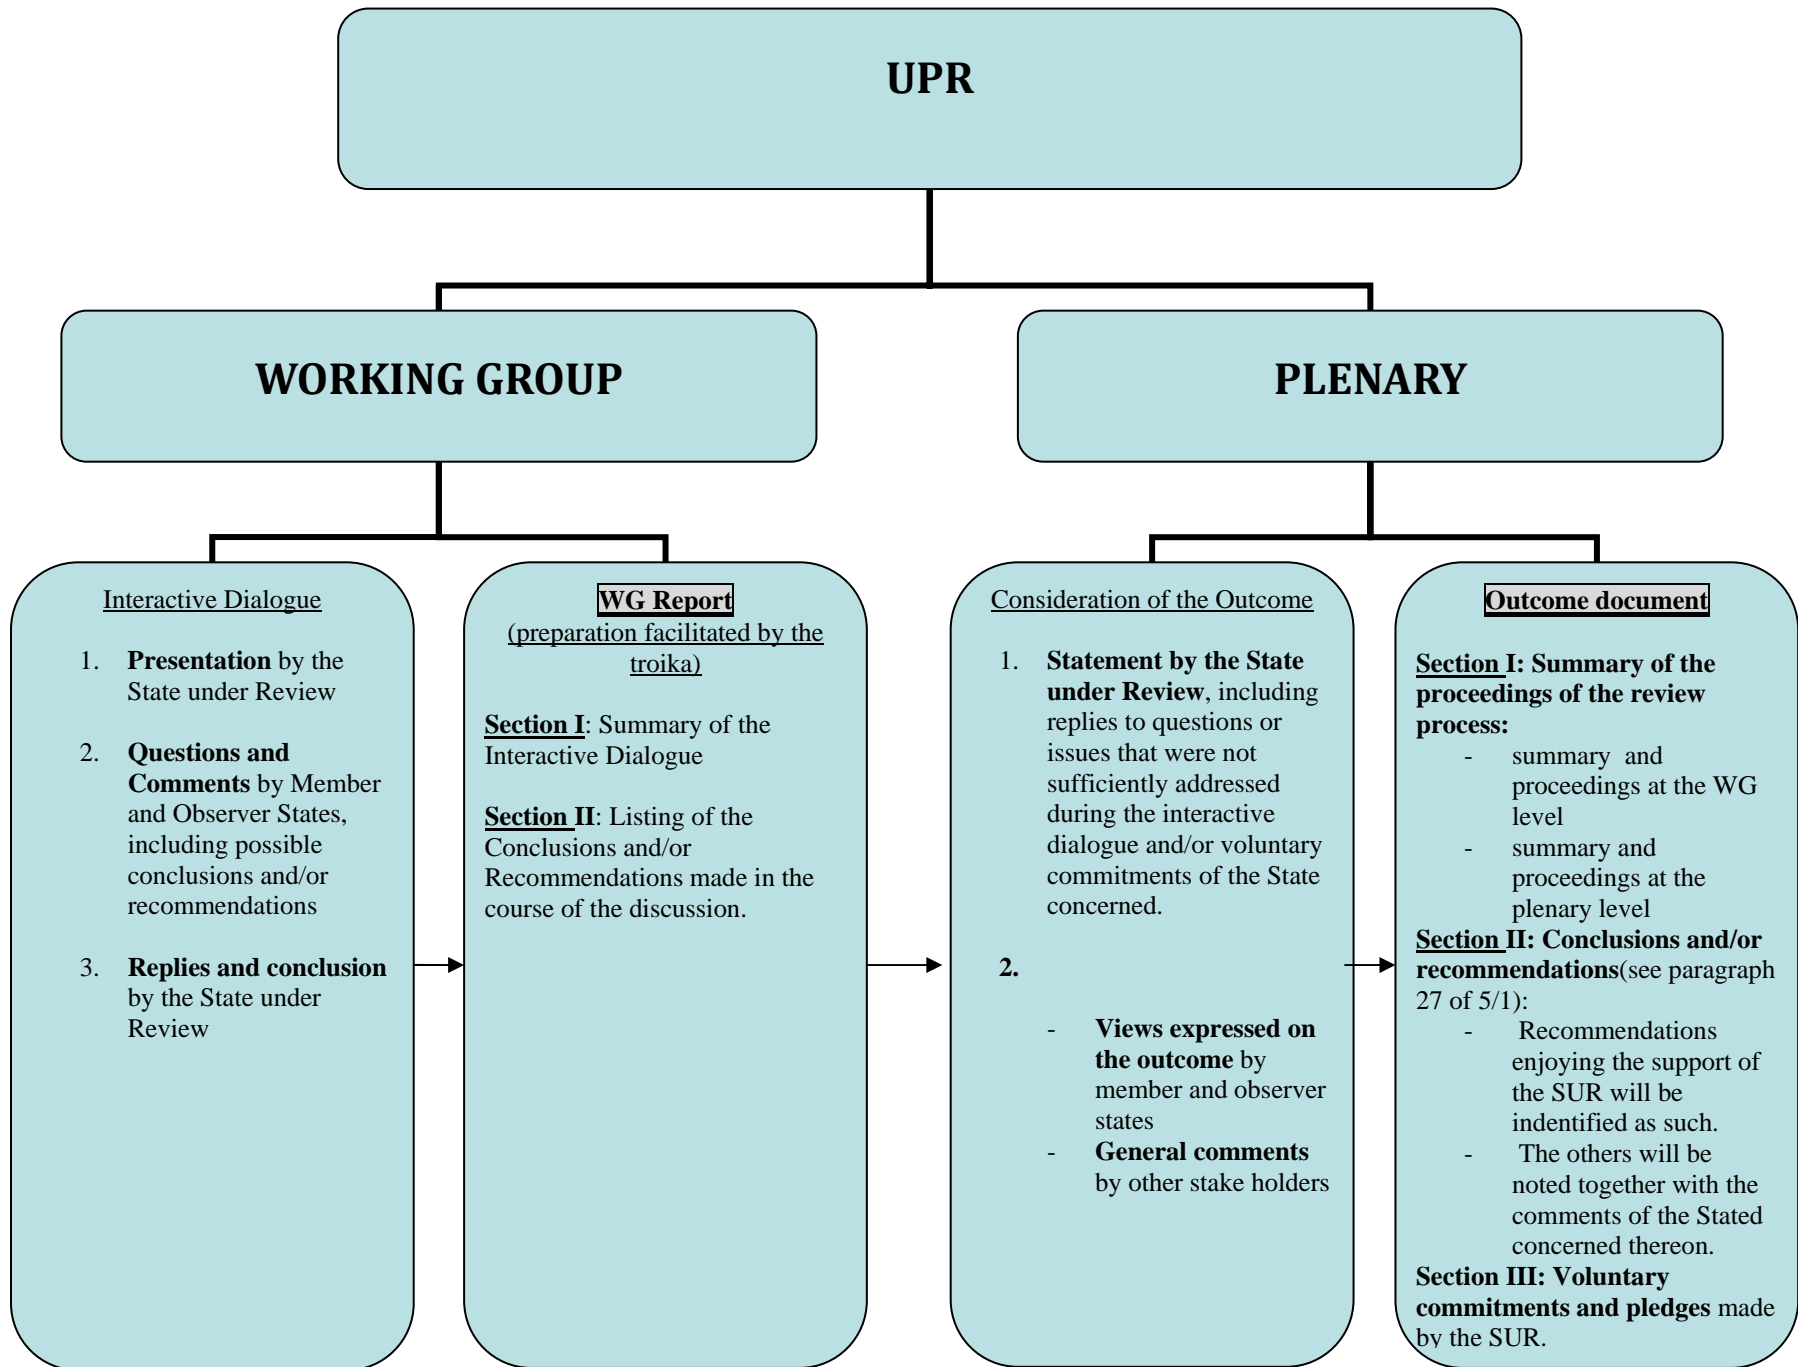 UPR
WORKING GROUP
PLENARY
Interactive Dialogue
1. Presentation by the
State under Review
2. Questions and
Comments by Member
and Observer States,
including possible
conclusions and/or
recommendations
3. Replies and conclusion
by the State under
Review
WG Report
(preparation facilitated by the
troika)
Section I: Summary of the
Interactive Dialogue
Section II: Listing of the
Conclusions and/or
Recommendations made in the
course of the discussion.
Consideration of the Outcome
1. Statement by the State
under Review, including
replies to questions or
issues that were not
sufficiently addressed
during the interactive
dialogue and/or voluntary
commitments of the State
concerned.
2.
- Views expressed on
the outcome by
member and observer
states
- General comments
by other stake holders
Outcome document
Section I: Summary of the
proceedings of the review
process:
- summary and
proceedings at the WG
level
- summary and
proceedings at the
plenary level
Section II: Conclusions and/or
recommendations(see paragraph
27 of 5/1):
- Recommendations
enjoying the support of
the SUR will be
indentified as such.
- The others will be
noted together with the
comments of the Stated
concerned thereon.
Section III: Voluntary
commitments and pledges made
by the SUR.